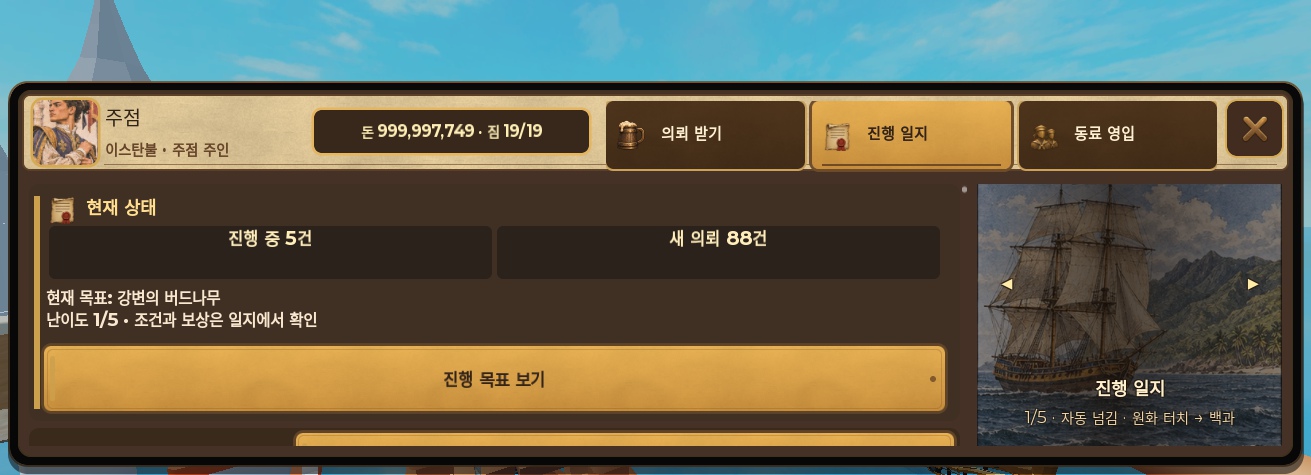 주점
이스탄불 • 주점 주인
돈 999,997,749 · 짐 19/19
의뢰 받기
진행 일지
동료 영입
현재 상태
진행 중 5건
새 의뢰 88건
현재 목표: 강변의 버드나무
난이도 1/5 • 조건과 보상은 일지에서 확인
진행 목표 보기
진행 일지
1/5 · 자동 넘김 · 원화 터치 → 백과